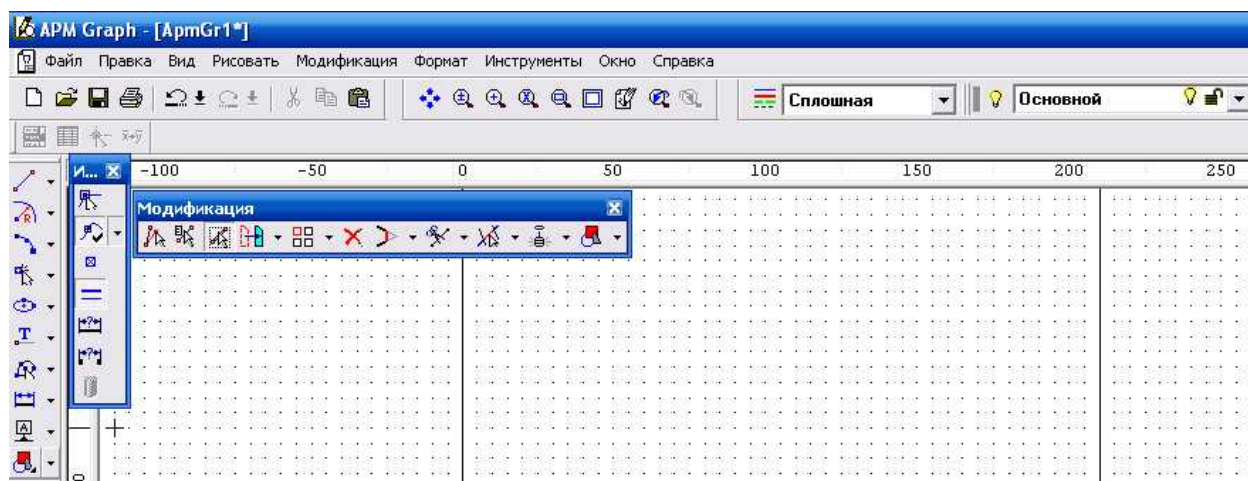 APM Graph - [ApmGr1*]
Файл Правка Вид Рисовать Модификация Формат Инструменты Окно Справка
Сплошная Основной
И...
-100 -50 0 50 100 150 200 250
Модификация